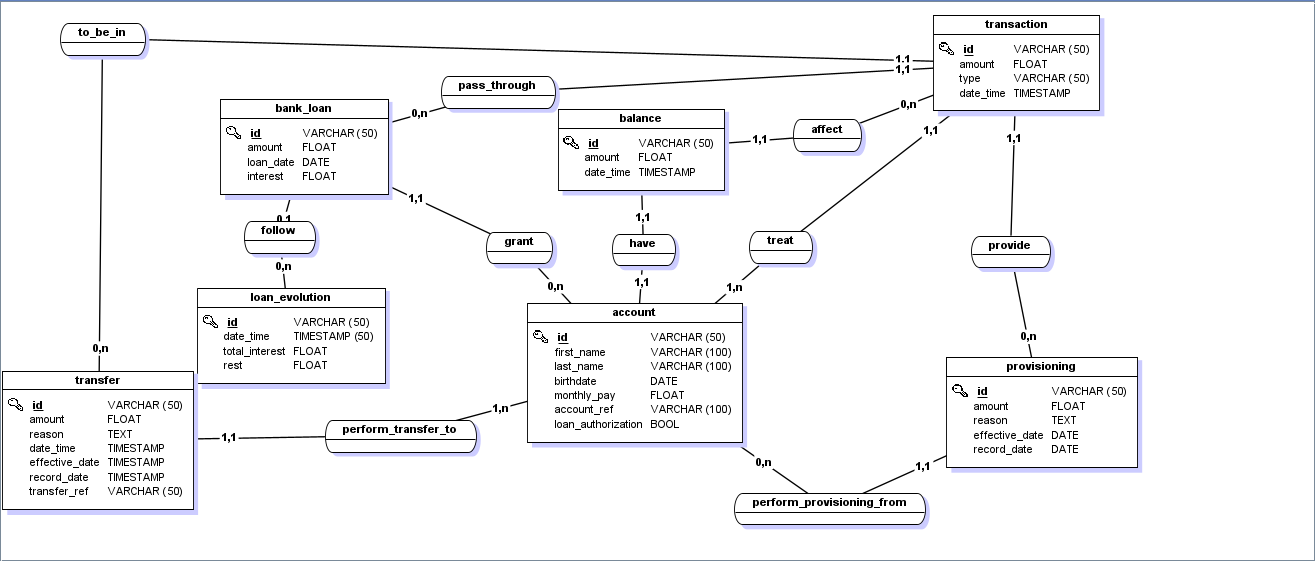 to_be_in
transaction
id VARCHAR (50)
amount FLOAT
type VARCHAR (50)
date_time TIMESTAMP
1,1
1,1
pass_through
0,n
0,n
bank_loan
id VARCHAR (50)
amount FLOAT
loan_date DATE
interest FLOAT
balance
id VARCHAR (50)
amount FLOAT
date_time TIMESTAMP
affect
1,1
1,1
1,1
1,1
0,1
follow
0,n
grant
0,n
1,1
have
1,1
treat
1,n
provide
0,n
loan_evolution
id VARCHAR (50)
date_time TIMESTAMP (50)
total_interest FLOAT
rest FLOAT
account
id VARCHAR (50)
first_name VARCHAR (100)
last_name VARCHAR (100)
birthdate DATE
monthly_pay FLOAT
account_ref VARCHAR (100)
loan_authorization BOOL
0,n
transfer
id VARCHAR (50)
amount FLOAT
reason TEXT
date_time TIMESTAMP
effective_date TIMESTAMP
record_date TIMESTAMP
transfer_ref VARCHAR (50)
provisioning
id VARCHAR (50)
amount FLOAT
reason TEXT
effective_date DATE
record_date DATE
1,1
perform_transfer_to
1,n
0,n
1,1
perform_provisioning_from